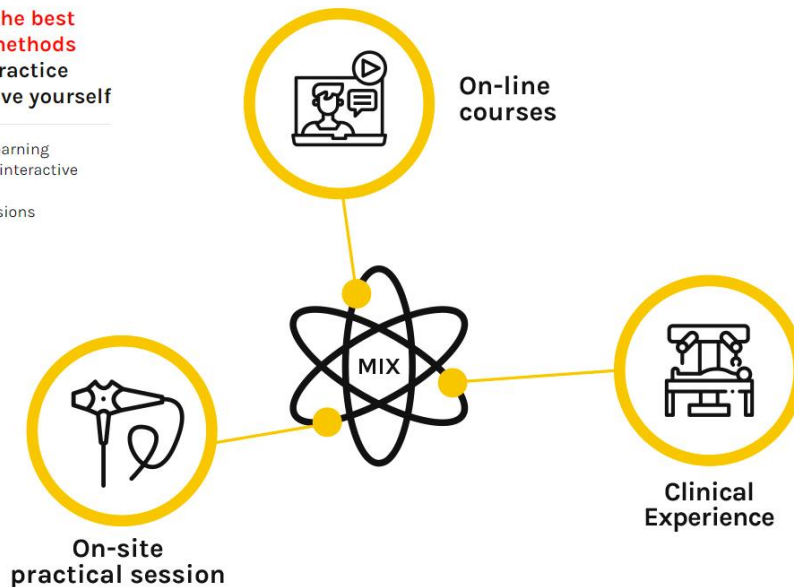 he best
ethods
ractice
ve yourself
arning
interactive
sions
On-line
courses
MIX
Clinical
Experience
On-site
practical session